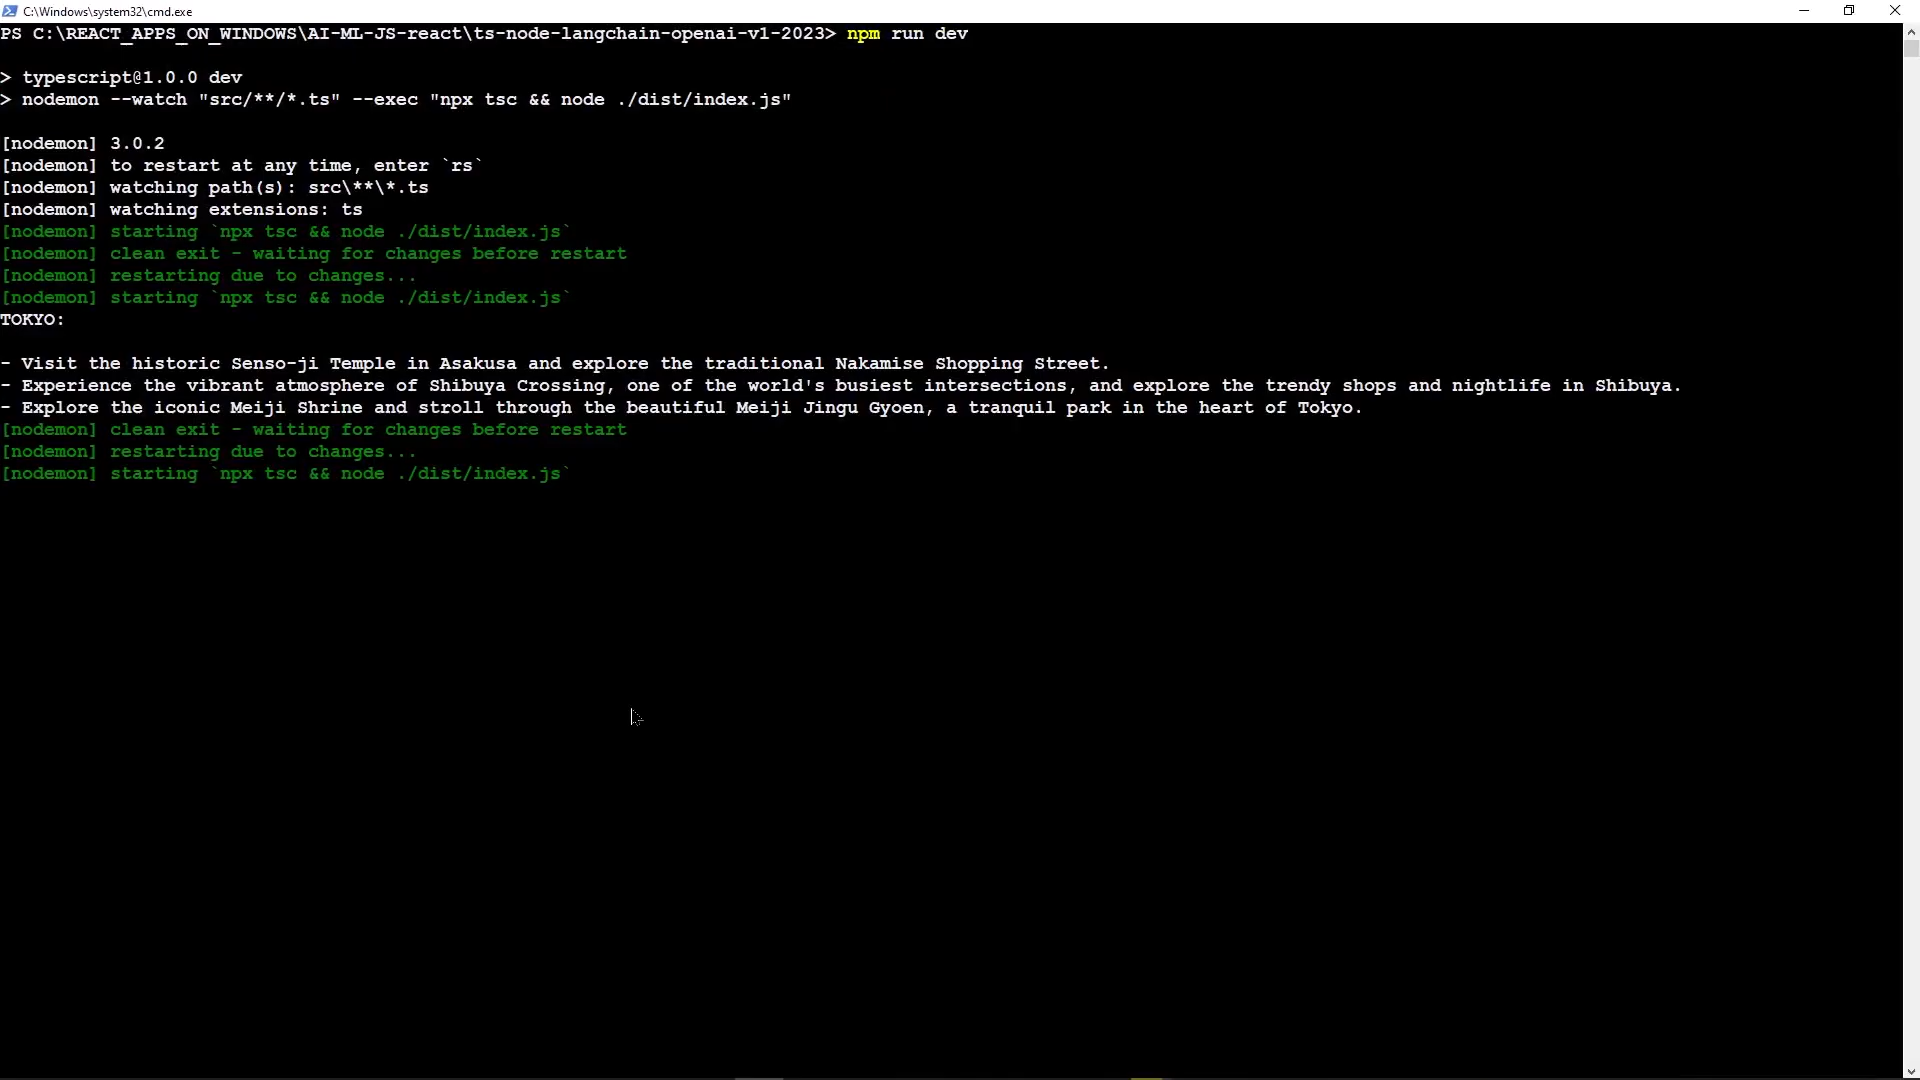 C:\Windows\system32\cmd.exe
PS C:\REACT_APPS_ON_WINDOWS\AI-ML-JS-react\ts-node-langchain-openai-v1-2023> npm run dev
> typescript@1.0.0 dev
> nodemon --watch "src/**/*.ts" --exec "npx tsc && node ./dist/index.js"
[nodemon] 3.0.2
[nodemon] to restart at any time, enter `rs`
[nodemon] watching path(s): src\**\*.ts
[nodemon] watching extensions: ts
[nodemon] starting `npx tsc && node ./dist/index.js`
[nodemon] clean exit - waiting for changes before restart
[nodemon] restarting due to changes...
[nodemon] starting `npx tsc && node ./dist/index.js`
TOKYO:
- Visit the historic Senso-ji Temple in Asakusa and explore the traditional Nakamise Shopping Street.
- Experience the vibrant atmosphere of Shibuya Crossing, one of the world's busiest intersections, and explore the trendy shops and nightlife in Shibuya.
- Explore the iconic Meiji Shrine and stroll through the beautiful Meiji Jingu Gyoen, a tranquil park in the heart of Tokyo.
[nodemon] clean exit - waiting for changes before restart
[nodemon] restarting due to changes...
[nodemon] starting `npx tsc && node ./dist/index.js`